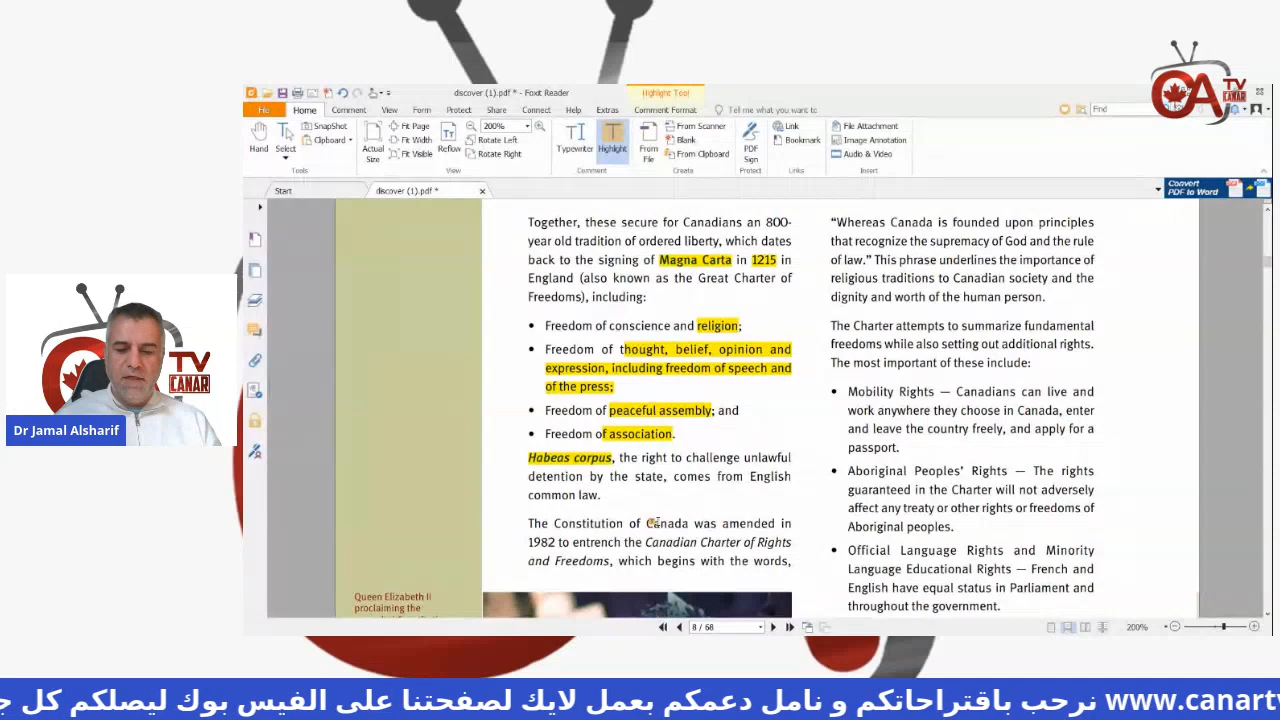 TV
CANAR
discover (1).pdf * - Foxit Reader
Highlight Tool
File
Home
Comment
View
Form
Protect
Share
Connect
Help
Extras
Comment Format
Tell me what you want to
Find
Hand
Select
SnapShot
Clipboard
Actual
Size
Fit Page
Fit Width
Fit Visible
Reflow
200%
Rotate Left
Rotate Right
Typewriter
Highlight
From
File
From Scanner
Blank
From Clipboard
PDF
Sign
Link
Bookmark
File Attachment
Image Annotation
Audio & Video
Tools
View
Comment
Create
Protect
Links
Insert
Start
discover (1).pdf *
Convert
PDF to Word
Together, these secure for Canadians an 800-
year old tradition of ordered liberty, which dates
back to the signing of Magna Carta in 1215 in
England (also known as the Great Charter of
Freedoms), including:
• Freedom of conscience and religion;
• Freedom of thought, belief, opinion and
expression, including freedom of speech and
of the press;
• Freedom of peaceful assembly; and
• Freedom of association.
Habeas corpus, the right to challenge unlawful
detention by the state, comes from English
common law.
The Constitution of Canada was amended in
1982 to entrench the Canadian Charter of Rights
and Freedoms, which begins with the words,
Queen Elizabeth II
proclaiming the
“Whereas Canada is founded upon principles
that recognize the supremacy of God and the rule
of law.” This phrase underlines the importance of
religious traditions to Canadian society and the
dignity and worth of the human person.
The Charter attempts to summarize fundamental
freedoms while also setting out additional rights.
The most important of these include:
• Mobility Rights — Canadians can live and
work anywhere they choose in Canada, enter
and leave the country freely, and apply for a
passport.
• Aboriginal Peoples’ Rights — The rights
guaranteed in the Charter will not adversely
affect any treaty or other rights or freedoms of
Aboriginal peoples.
• Official Language Rights and Minority
Language Educational Rights — French and
English have equal status in Parliament and
throughout the government.
8 / 68
200%
TV
CANAR
Dr Jamal Alsharif
www.canartv نرحب باقتراحاتكم و نامل دعمكم بعمل لايك لصفحتنا على الفيس بوك ليصلكم كل